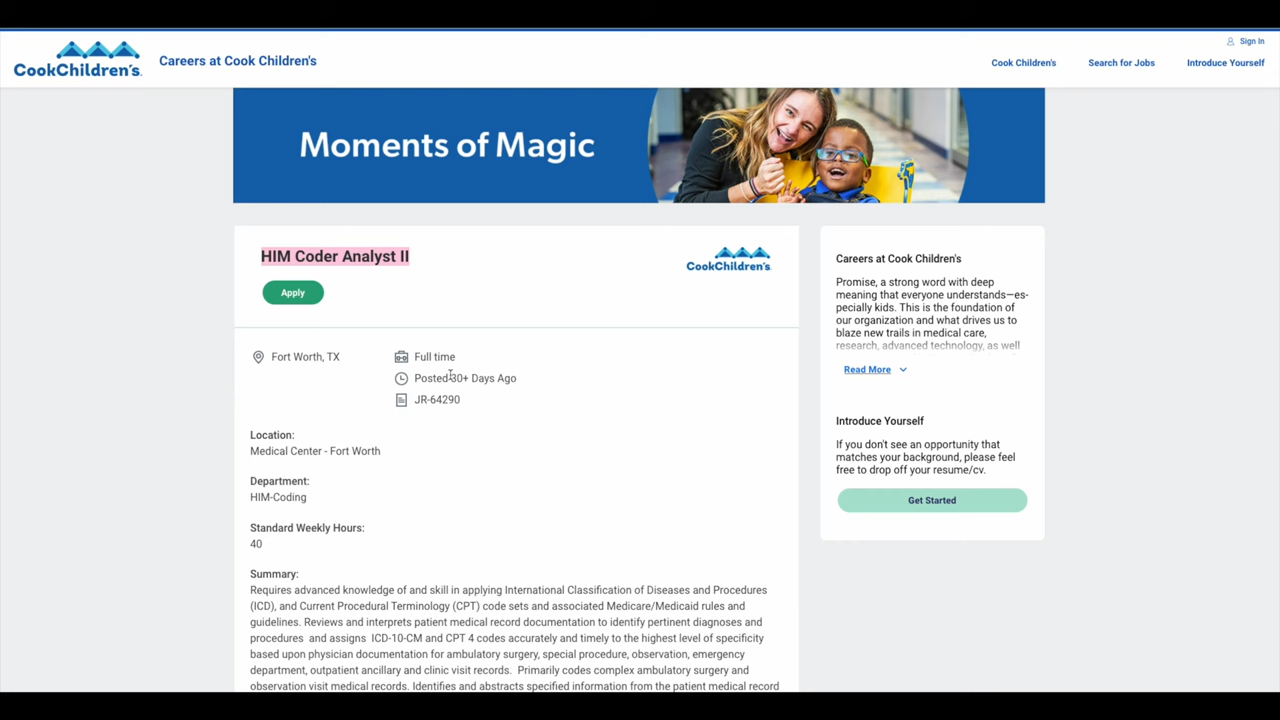 Sign In
CookChildren's.
Careers at Cook Children's
Cook Children's
Search for Jobs
Introduce Yourself
Moments of Magic
HIM Coder Analyst II
CookChildren's.
Apply
Fort Worth, TX
Full time
Posted 30+ Days Ago
JR-64290
Location:
Medical Center - Fort Worth
Department:
HIM-Coding
Standard Weekly Hours:
40
Summary:
Requires advanced knowledge of and skill in applying International Classification of Diseases and Procedures
(ICD), and Current Procedural Terminology (CPT) code sets and associated Medicare/Medicaid rules and
guidelines. Reviews and interprets patient medical record documentation to identify pertinent diagnoses and
procedures and assigns ICD-10-CM and CPT 4 codes accurately and timely to the highest level of specificity
based upon physician documentation for ambulatory surgery, special procedure, observation, emergency
department, outpatient ancillary and clinic visit records. Primarily codes complex ambulatory surgery and
observation visit medical records. Identifies and abstracts specified information from the patient medical record
Careers at Cook Children's
Promise, a strong word with deep
meaning that everyone understands—es-
pecially kids. This is the foundation of
our organization and what drives us to
blaze new trails in medical care,
research, advanced technology, as well
Read More
Introduce Yourself
If you don't see an opportunity that
matches your background, please feel
free to drop off your resume/cv.
Get Started